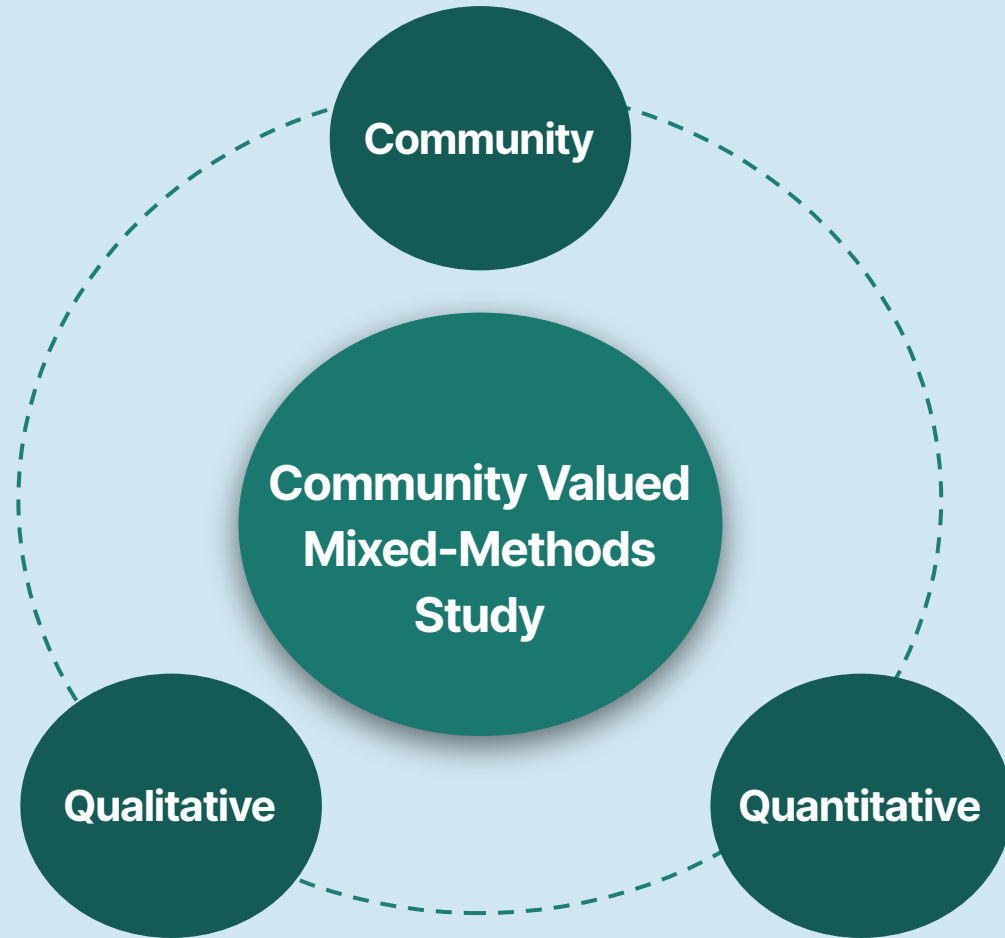 Community
Community Valued
Mixed-Methods
Study
Qualitative
Quantitative